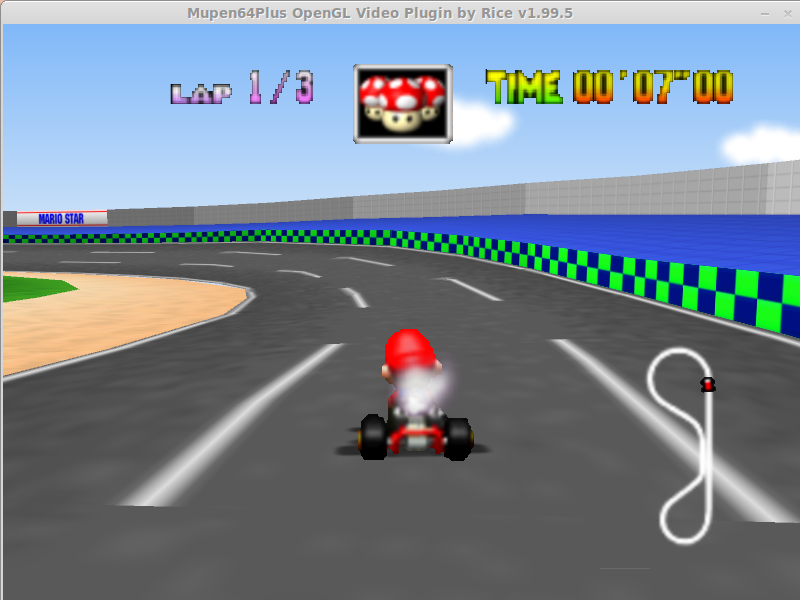 Mupen64Plus OpenGL Video Plugin by Rice v1.99.5
LAP 1/3
TIME 00'07"00
MARIO STAR